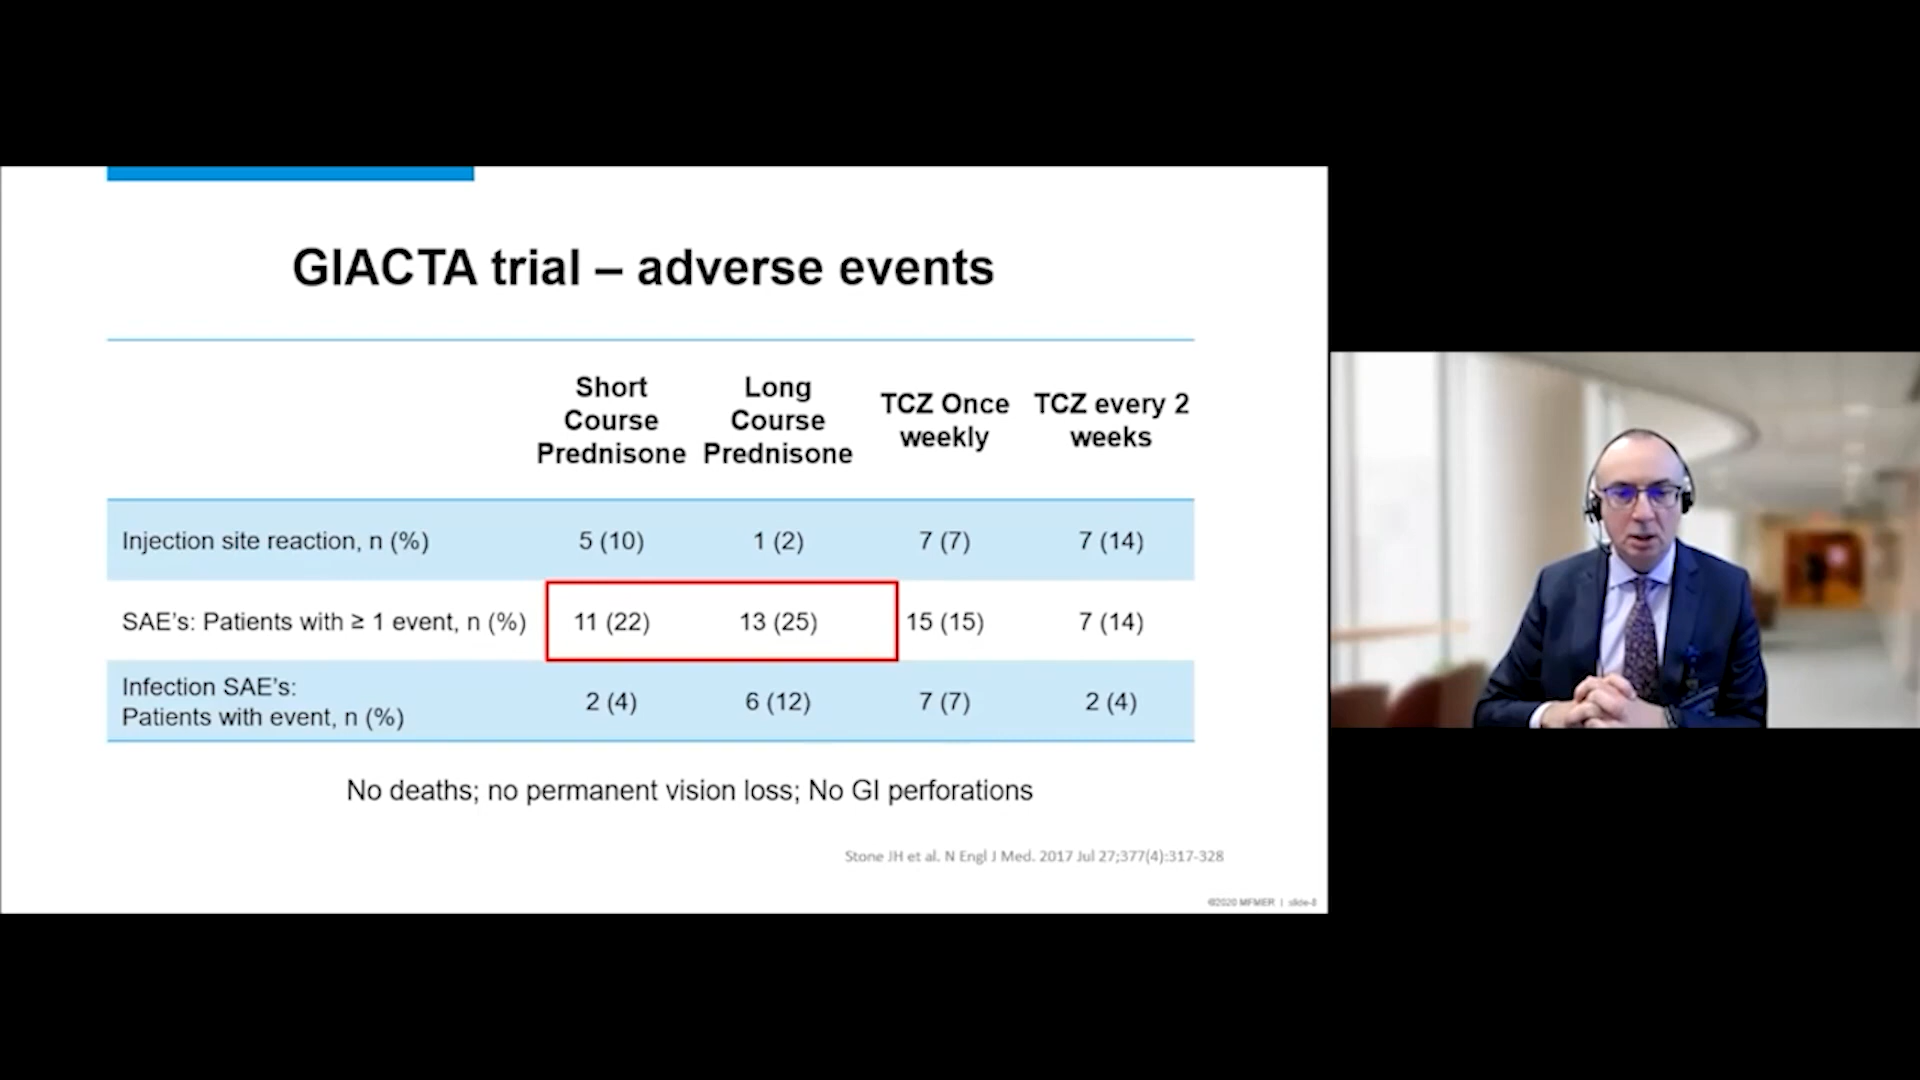 GIACTA trial – adverse events
Short Course Prednisone
Long Course Prednisone
TCZ Once weekly
TCZ every 2 weeks
Injection site reaction, n (%) 5 (10) 1 (2) 7 (7) 7 (14)
SAE's: Patients with ≥ 1 event, n (%) 11 (22) 13 (25) 15 (15) 7 (14)
Infection SAE's:
Patients with event, n (%) 2 (4) 6 (12) 7 (7) 2 (4)
No deaths; no permanent vision loss; No GI perforations
Stone JH et al. N Engl J Med. 2017 Jul 27;377(4):317-328
©2020 MFMER | slide-8